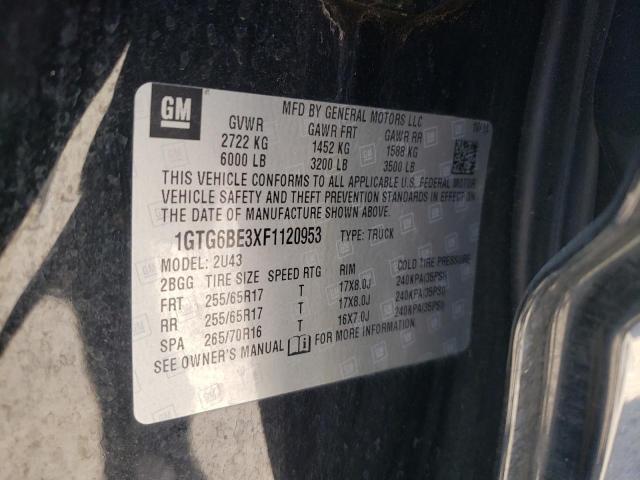 GM
MFD BY GENERAL MOTORS LLC
GVWR GAWR FRT GAWR RR
2722 KG 1452 KG 1588 KG
6000 LB 3200 LB 3500 LB
THIS VEHICLE CONFORMS TO ALL APPLICABLE U.S. FEDERAL MOTOR
VEHICLE SAFETY AND THEFT PREVENTION STANDARDS IN EFFECT ON
THE DATE OF MANUFACTURE SHOWN ABOVE.
1GTG6BE3XF1120953 TYPE: TRUCK
MODEL: 2U43
2BGG TIRE SIZE SPEED RTG RIM COLD TIRE PRESSURE
FRT 255/65R17 T 17X8.0J 240KPA(35PSI)
RR 255/65R17 T 17X8.0J 240KPA(35PSI)
SPA 265/70R16 T 16X7.0J 240KPA(35PSI)
SEE OWNER'S MANUAL FOR MORE INFORMATION.